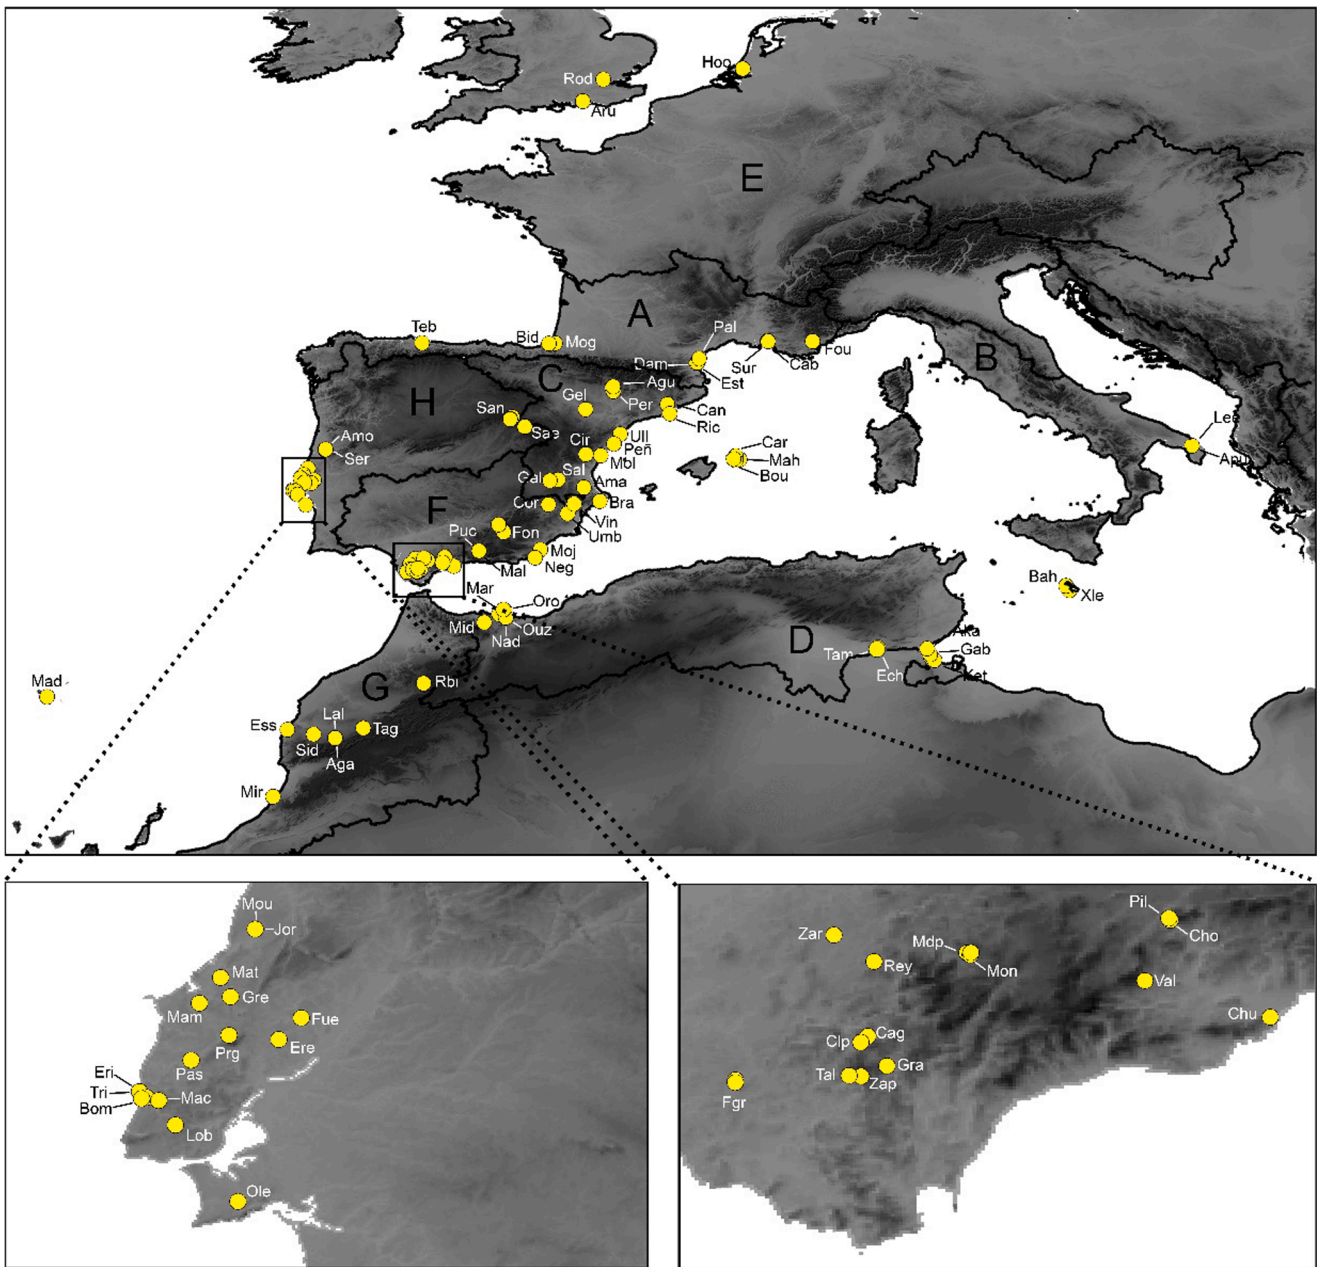 Hoo
Rod
Aru
E
Teb
Bid
Mog
A
Pal
Dam
Est
Sur
Cab
Fou
B
C
Agu
Per
Gel
Can
Ric
H
San
Sae
Amo
Ser
Ull
Cir
Peñ
Mol
Car
Mah
Bou
Lee
Apu
Sal
Gal
Ama
Cor
Bra
F
Vin
Umb
Puc
Fon
Moj
Neg
Mal
Mar
Oro
Mid
Nad
Ouz
Bah
Xle
D
Tam
Ech
Aka
Gab
Ket
Mad
G
Rbi
Ess
Lal
Tag
Sid
Aga
Mir
Mou
Jor
Mat
Gre
Mam
Fue
Prg
Ere
Pas
Eri
Tri
Mac
Bom
Lob
Ole
Pil
Cho
Zar
Mdp
Mon
Rey
Val
Chu
Cag
Clp
Gra
Tal
Zap
Fgr